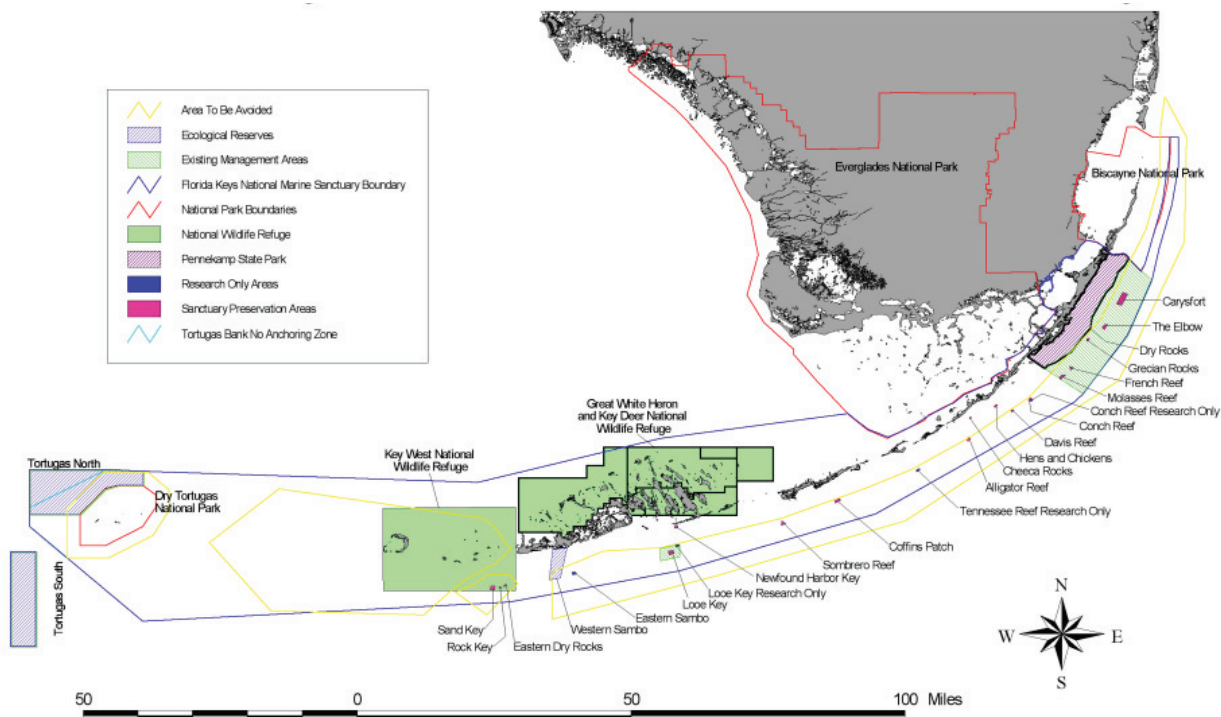 Area To Be Avoided
Ecological Reserves
Existing Management Areas
Florida Keys National Marine Sanctuary Boundary
National Park Boundaries
National Wildlife Refuge
Pennekamp State Park
Research Only Areas
Sanctuary Preservation Areas
Tortugas Bank No Anchoring Zone
Everglades National Park
Biscayne National Park
Carysfort
The Elbow
Dry Rocks
Grecian Rocks
French Reef
Molasses Reef
Conch Reef Research Only
Conch Reef
Davis Reef
Hens and Chickens
Cheeca Rocks
Alligator Reef
Tennessee Reef Research Only
Coffins Patch
Sombrero Reef
Newfound Harbor Key
Looe Key Research Only
Looe Key
Eastern Sambo
Western Sambo
Eastern Dry Rocks
Rock Key
Sand Key
Great White Heron
and Key Deer National
Wildlife Refuge
Key West National
Wildlife Refuge
Tortugas North
Dry Tortugas
National Park
Tortugas South
N
W E
S
50 0 50 100 Miles